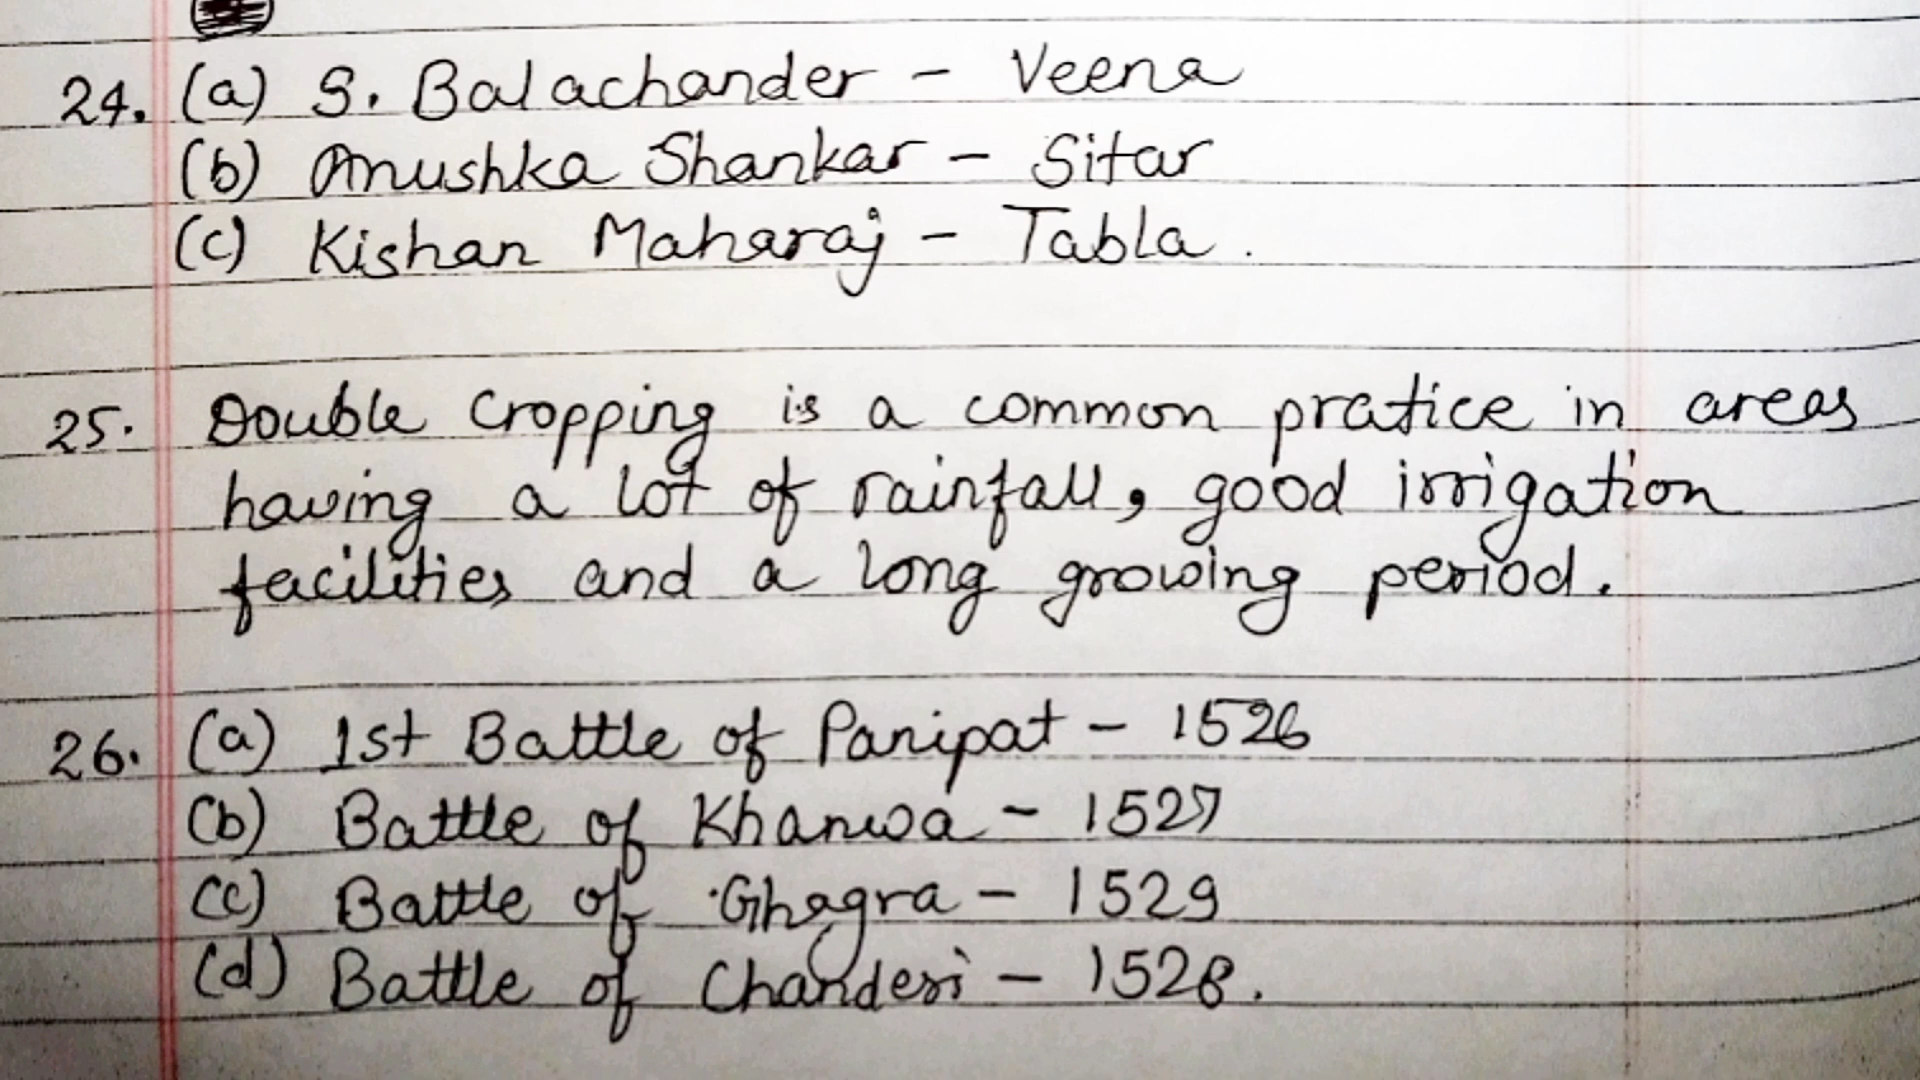 24. (a) S. Balachander - Veena
(b) Anushka Shankar - Sitar
(c) Kishan Maharaj - Tabla.
25. Double Cropping is a common pratice in areas
having a lot of rainfall, good irrigation
facilities and a long growing period.
26. (a) 1st Battle of Panipat - 1526
(b) Battle of Khanwa - 1527
(c) Battle of Ghagra - 1529
(d) Battle of Chanderi - 1528.